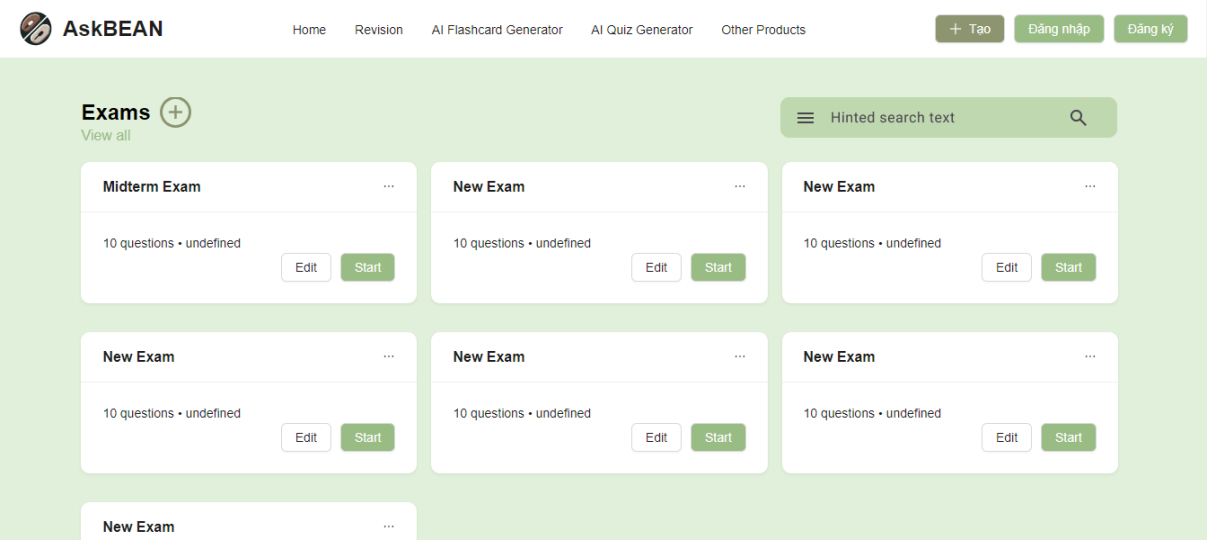 AskBEAN
Home Revision AI Flashcard Generator AI Quiz Generator Other Products
+ Tạo Đăng nhập Đăng ký
Exams
View all
Hinted search text
Midterm Exam ...
10 questions • undefined
Edit Start
New Exam ...
10 questions • undefined
Edit Start
New Exam ...
10 questions • undefined
Edit Start
New Exam ...
10 questions • undefined
Edit Start
New Exam ...
10 questions • undefined
Edit Start
New Exam ...
10 questions • undefined
Edit Start
New Exam ...